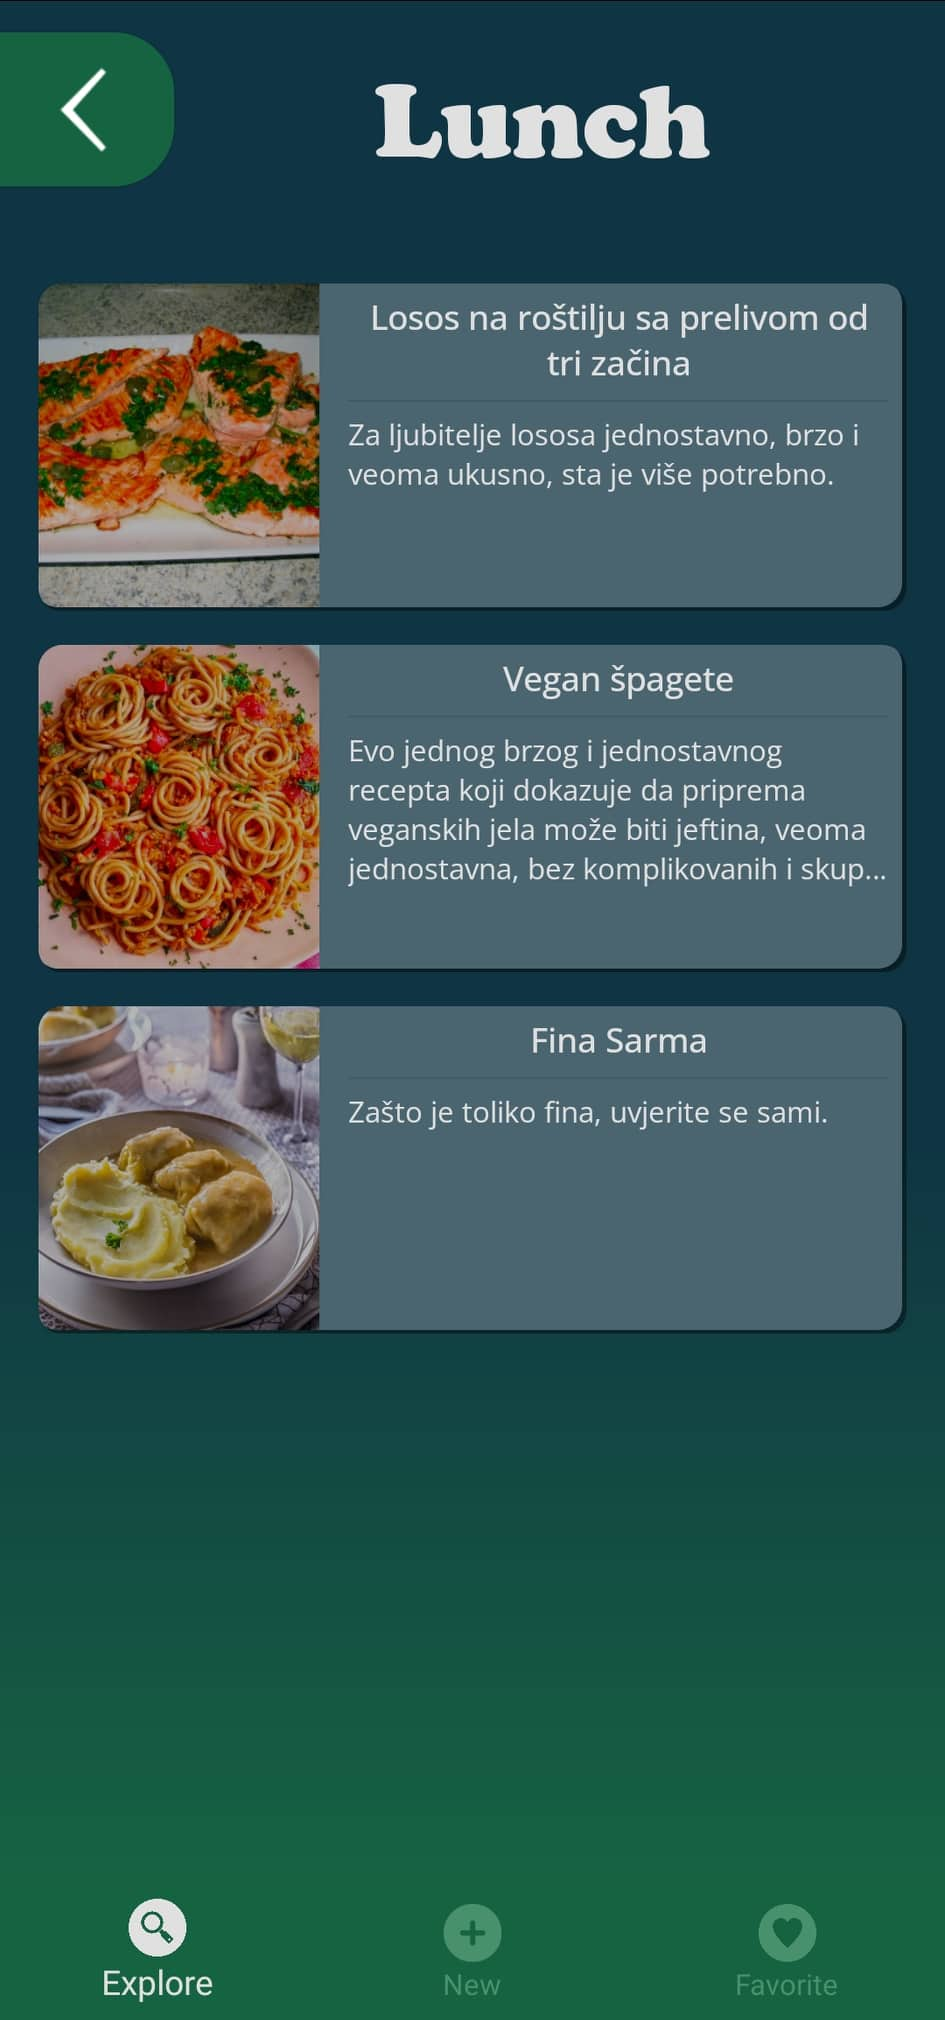 Lunch
Losos na roštilju sa prelivom od
tri začina
Za ljubitelje lososa jednostavno, brzo i
veoma ukusno, sta je više potrebno.
Vegan špagete
Evo jednog brzog i jednostavnog
recepta koji dokazuje da priprema
veganskih jela može biti jeftina, veoma
jednostavna, bez komplikovanih i skup...
Fina Sarma
Zašto je toliko fina, uvjerite se sami.
Explore
New
Favorite